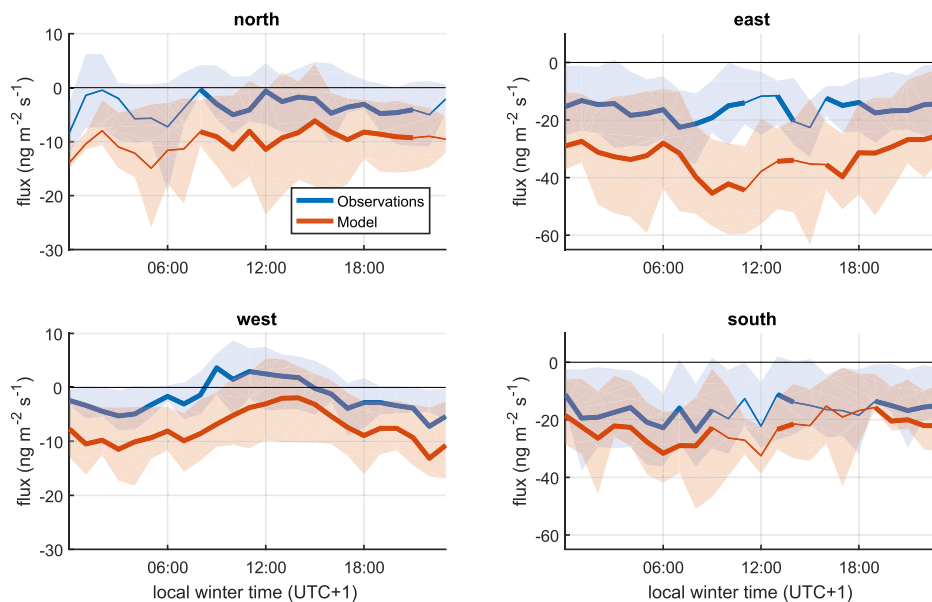 north
flux (ng m⁻² s⁻¹)
10
0
-10
-20
-30
06:00 12:00 18:00
Observations
Model
east
flux (ng m⁻² s⁻¹)
0
-20
-40
-60
06:00 12:00 18:00
west
flux (ng m⁻² s⁻¹)
10
0
-10
-20
-30
06:00 12:00 18:00
local winter time (UTC+1)
south
flux (ng m⁻² s⁻¹)
0
-20
-40
-60
06:00 12:00 18:00
local winter time (UTC+1)